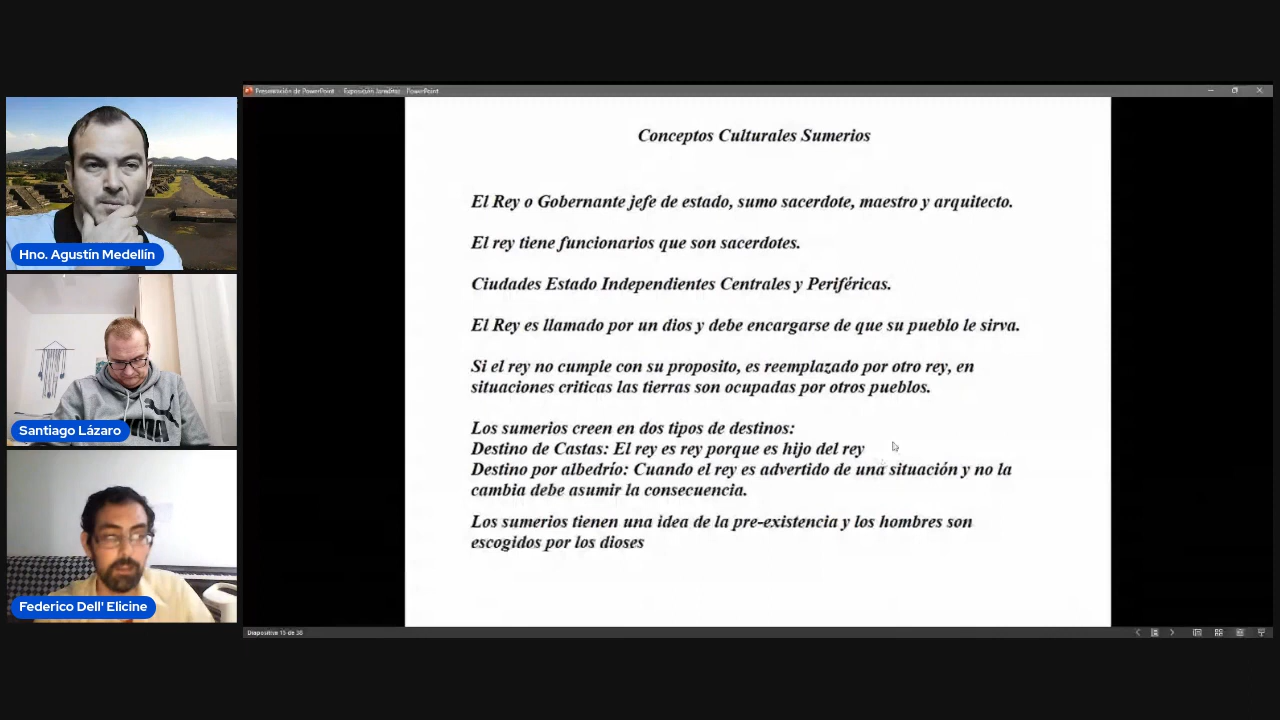 Presentación de PowerPoint - Exposición Jareditas - PowerPoint
Conceptos Culturales Sumerios
El Rey o Gobernante jefe de estado, sumo sacerdote, maestro y arquitecto.
El rey tiene funcionarios que son sacerdotes.
Ciudades Estado Independientes Centrales y Periféricas.
El Rey es llamado por un dios y debe encargarse de que su pueblo le sirva.
Si el rey no cumple con su proposito, es reemplazado por otro rey, en
situaciones criticas las tierras son ocupadas por otros pueblos.
Los sumerios creen en dos tipos de destinos:
Destino de Castas: El rey es rey porque es hijo del rey
Destino por albedrío: Cuando el rey es advertido de una situación y no la
cambia debe asumir la consecuencia.
Los sumerios tienen una idea de la pre-existencia y los hombres son
escogidos por los dioses
Hno. Agustín Medellín
Santiago Lázaro
Federico Dell' Elicine